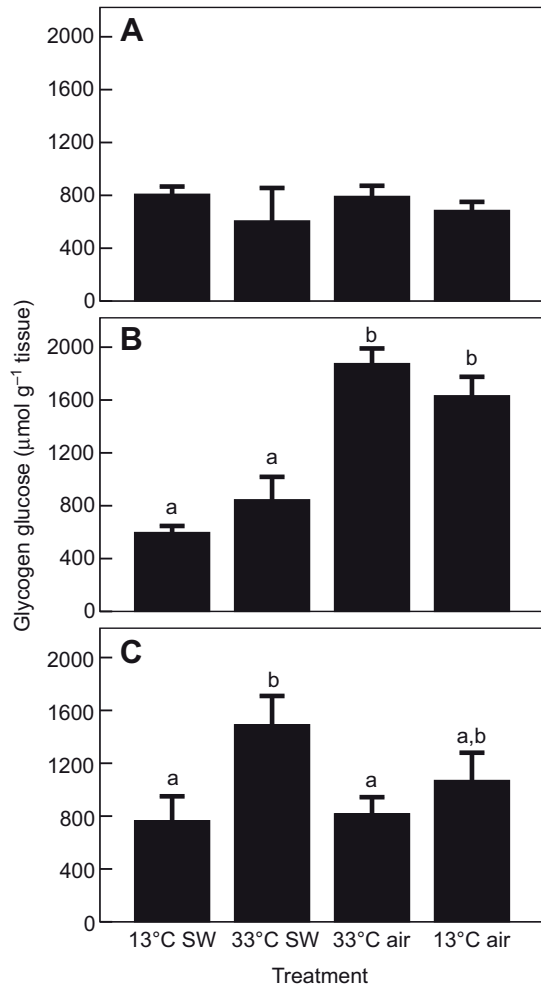 A
2000
1600
1200
800
400
0
B
2000
1600
1200
800
400
0
a
a
b
b
C
2000
1600
1200
800
400
0
a
b
a
a,b
Glycogen glucose (μmol g⁻¹ tissue)
13°C SW 33°C SW 33°C air 13°C air
Treatment